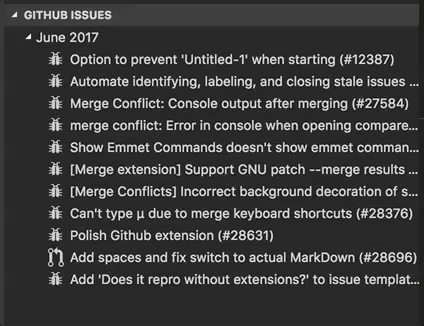 GITHUB ISSUES
June 2017
Option to prevent 'Untitled-1' when starting (#12387)
Automate identifying, labeling, and closing stale issues ...
Merge Conflict: Console output after merging (#27584)
merge conflict: Error in console when opening compare...
Show Emmet Commands doesn't show emmet comman...
[Merge extension] Support GNU patch --merge results ...
[Merge Conflicts] Incorrect background decoration of s...
Can't type µ due to merge keyboard shortcuts (#28376)
Polish Github extension (#28631)
Add spaces and fix switch to actual MarkDown (#28696)
Add 'Does it repro without extensions?' to issue templat...